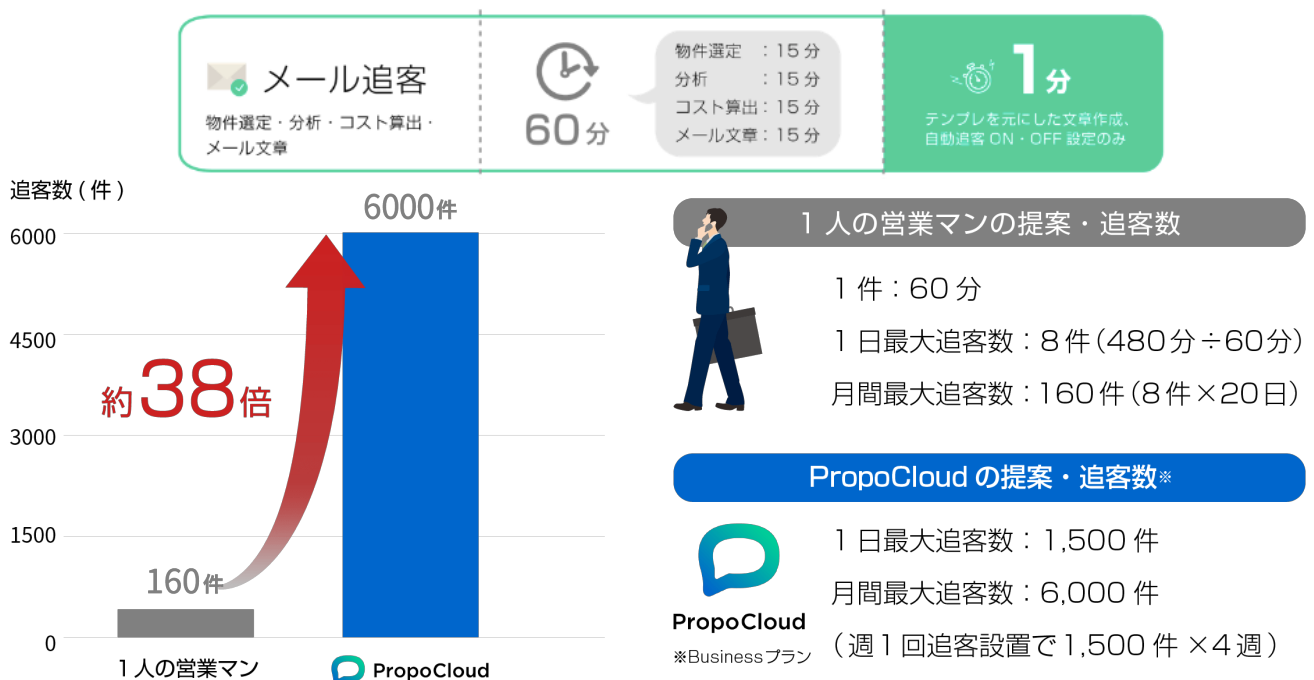 メール追客
物件選定・分析・コスト算出・
メール文章
60分
物件選定 ：15分
分析 ：15分
コスト算出：15分
メール文章：15分
1分
テンプレを元にした文章作成、
自動追客ON・OFF設定のみ
追客数(件)
6000件
6000
4500
3000
1500
0
約38倍
160件
1人の営業マン
PropoCloud
1人の営業マンの提案・追客数
1件：60分
1日最大追客数：8件(480分÷60分)
月間最大追客数：160件(8件×20日)
PropoCloudの提案・追客数※
1日最大追客数：1,500件
月間最大追客数：6,000件
(週1回追客設置で1,500件×4週)
PropoCloud
※Businessプラン